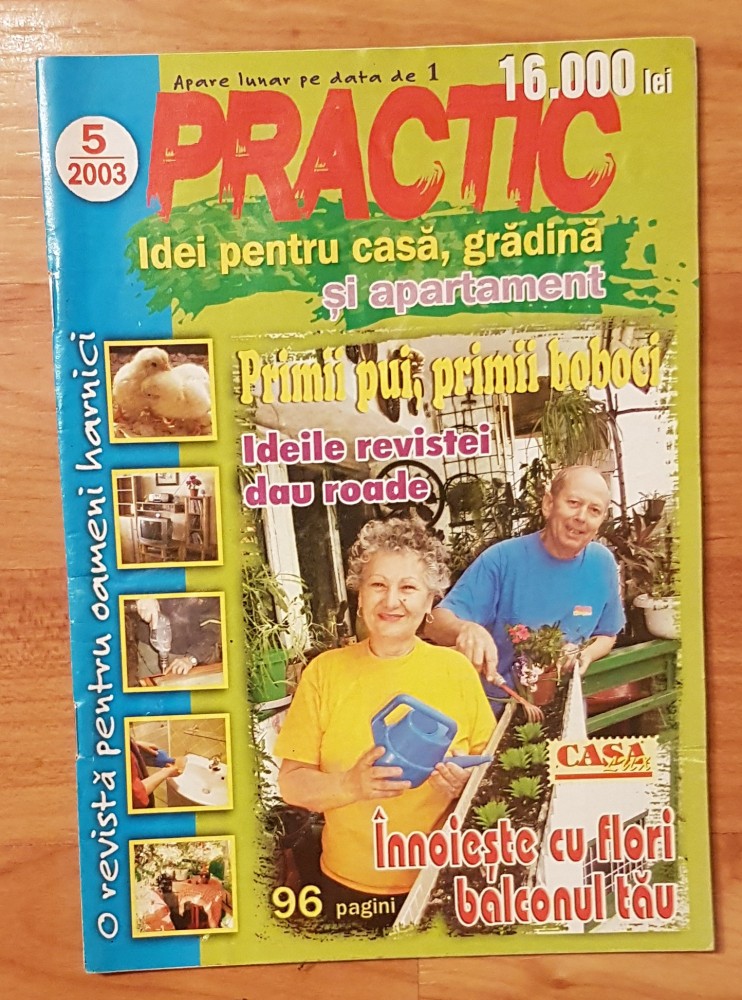 Apare lunar pe data de 1
16.000 lei
5
2003
PRACTIC
Idei pentru casă, grădină
și apartament
O revistă pentru oameni harnici
Primii pui, primii boboci
Ideile revistei
dau roade
CASA
lux
Înnoiește cu flori
balconul tău
96 pagini